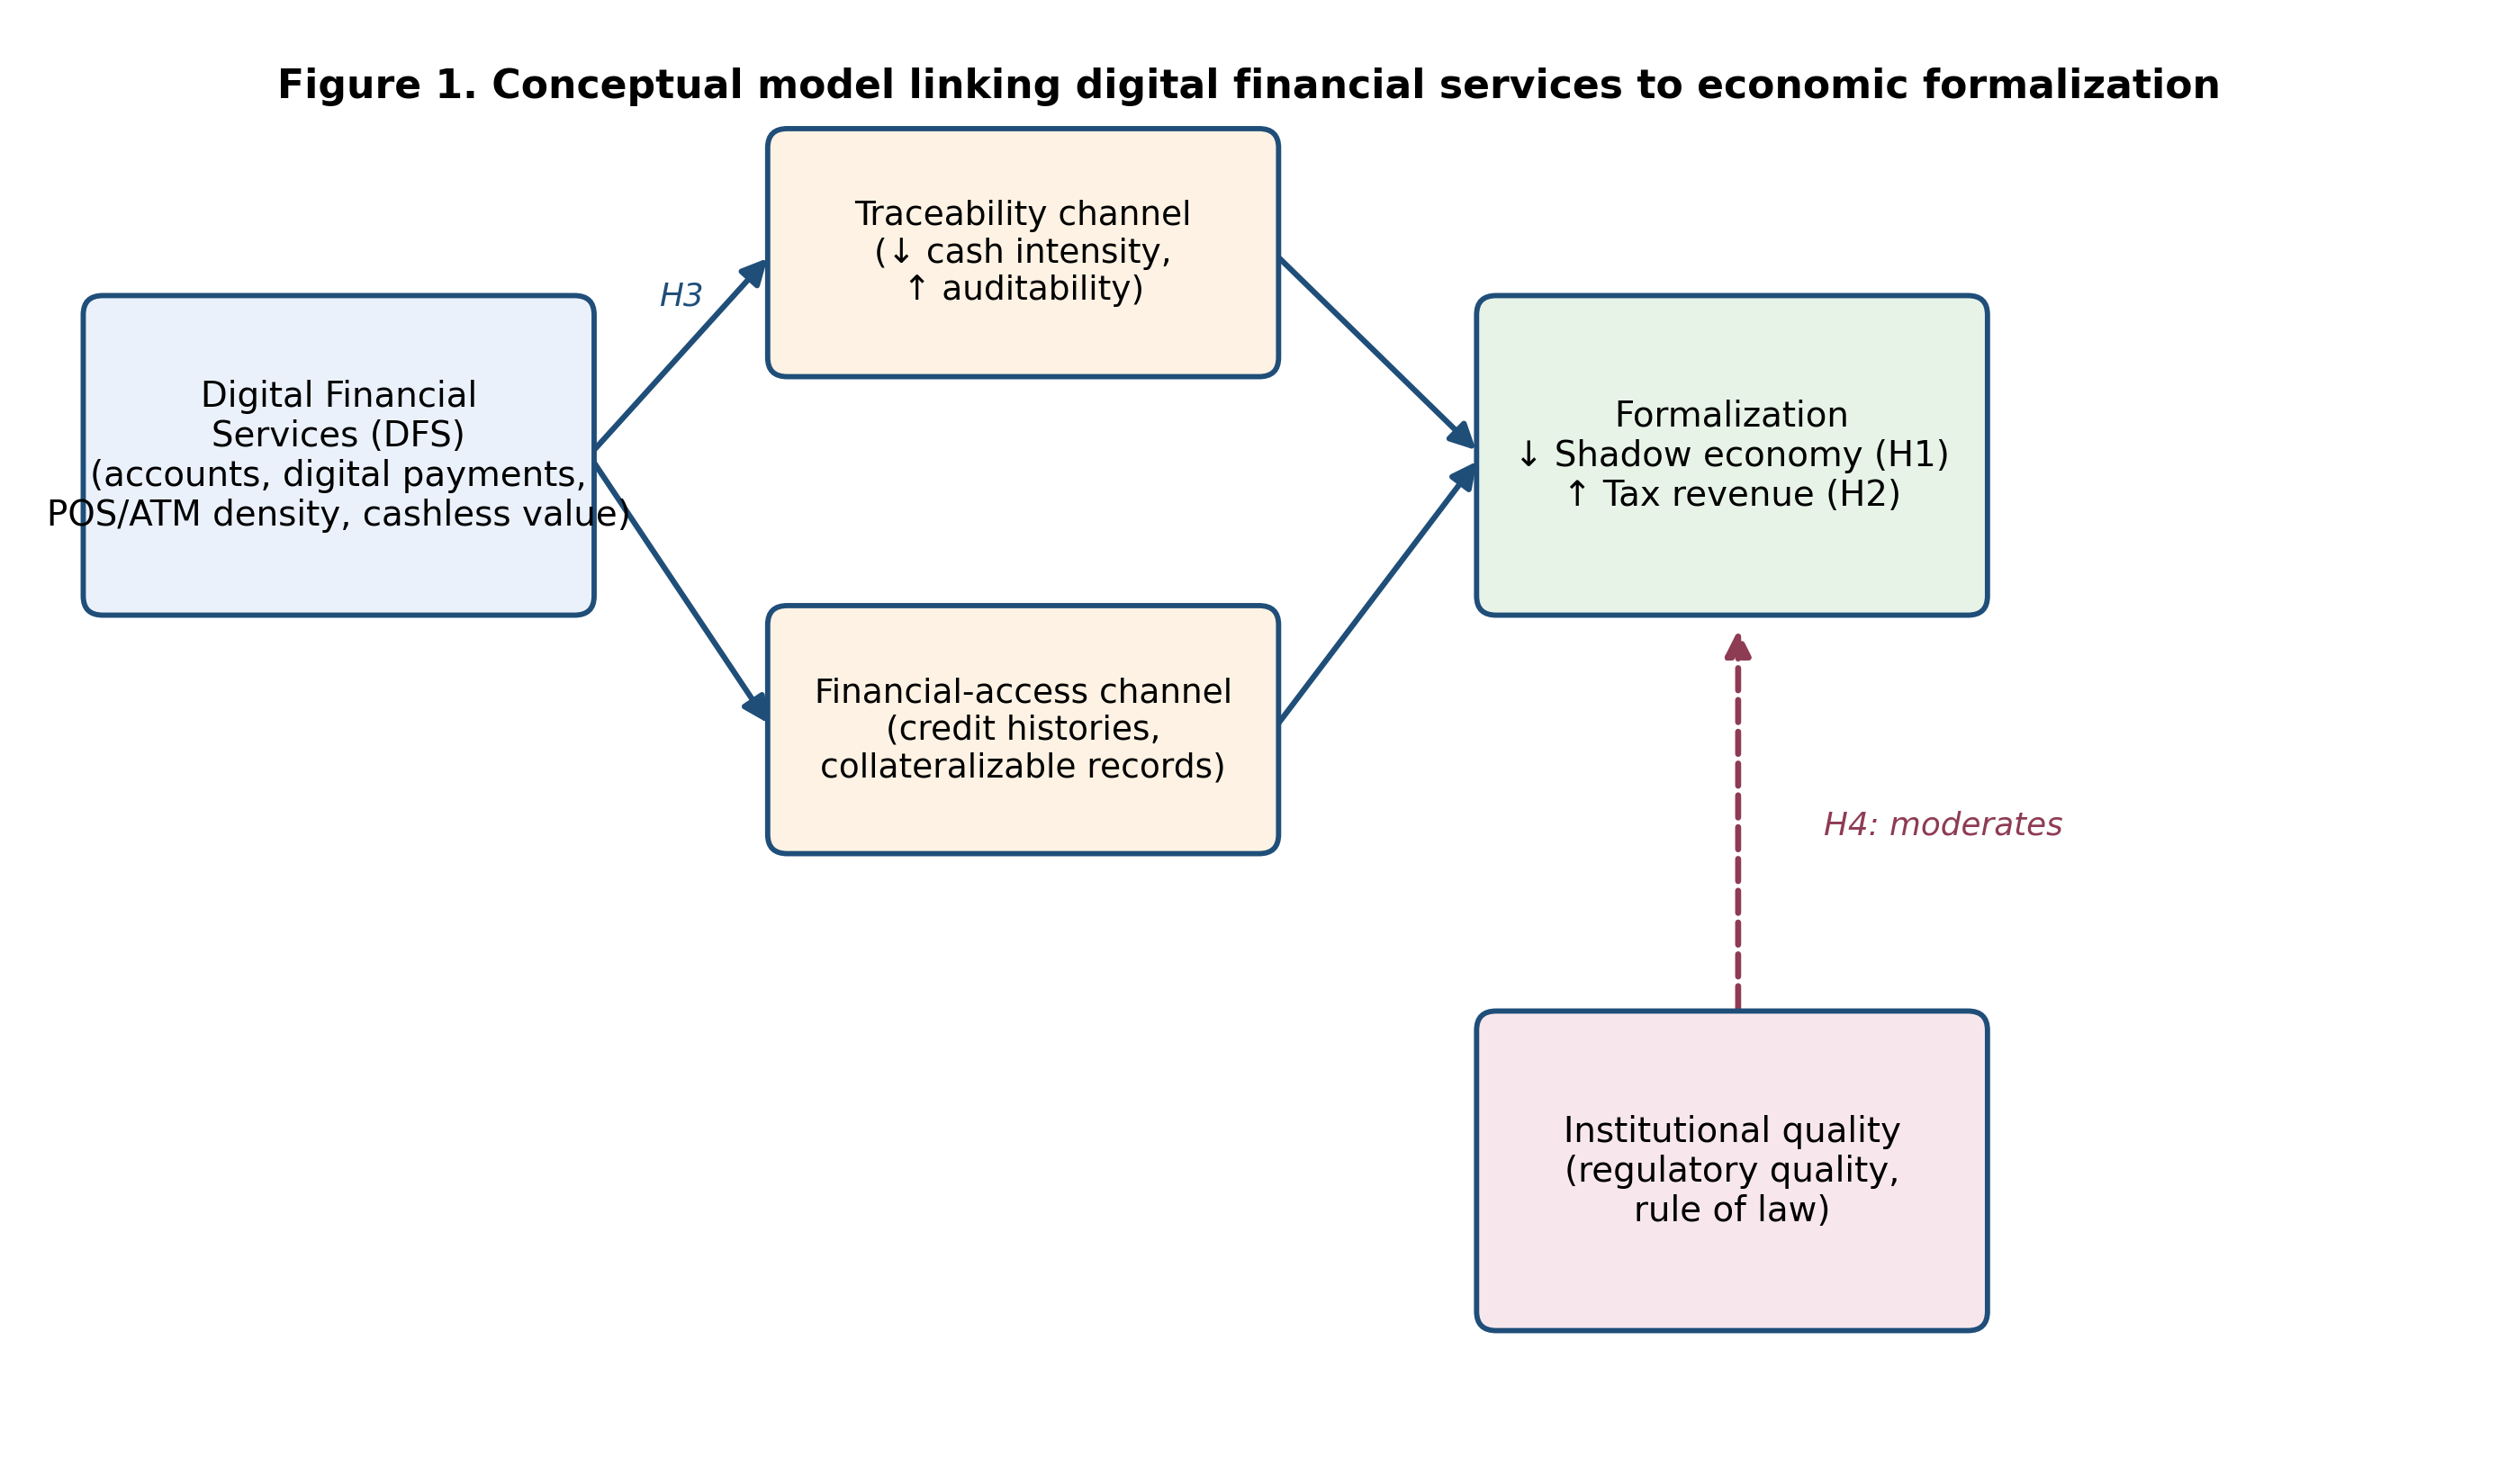 Figure 1. Conceptual model linking digital financial services to economic formalization
Traceability channel
(↓ cash intensity,
↑ auditability)
H3
Digital Financial
Services (DFS)
(accounts, digital payments,
POS/ATM density, cashless value)
Formalization
↓ Shadow economy (H1)
↑ Tax revenue (H2)
Financial-access channel
(credit histories,
collateralizable records)
H4: moderates
Institutional quality
(regulatory quality,
rule of law)